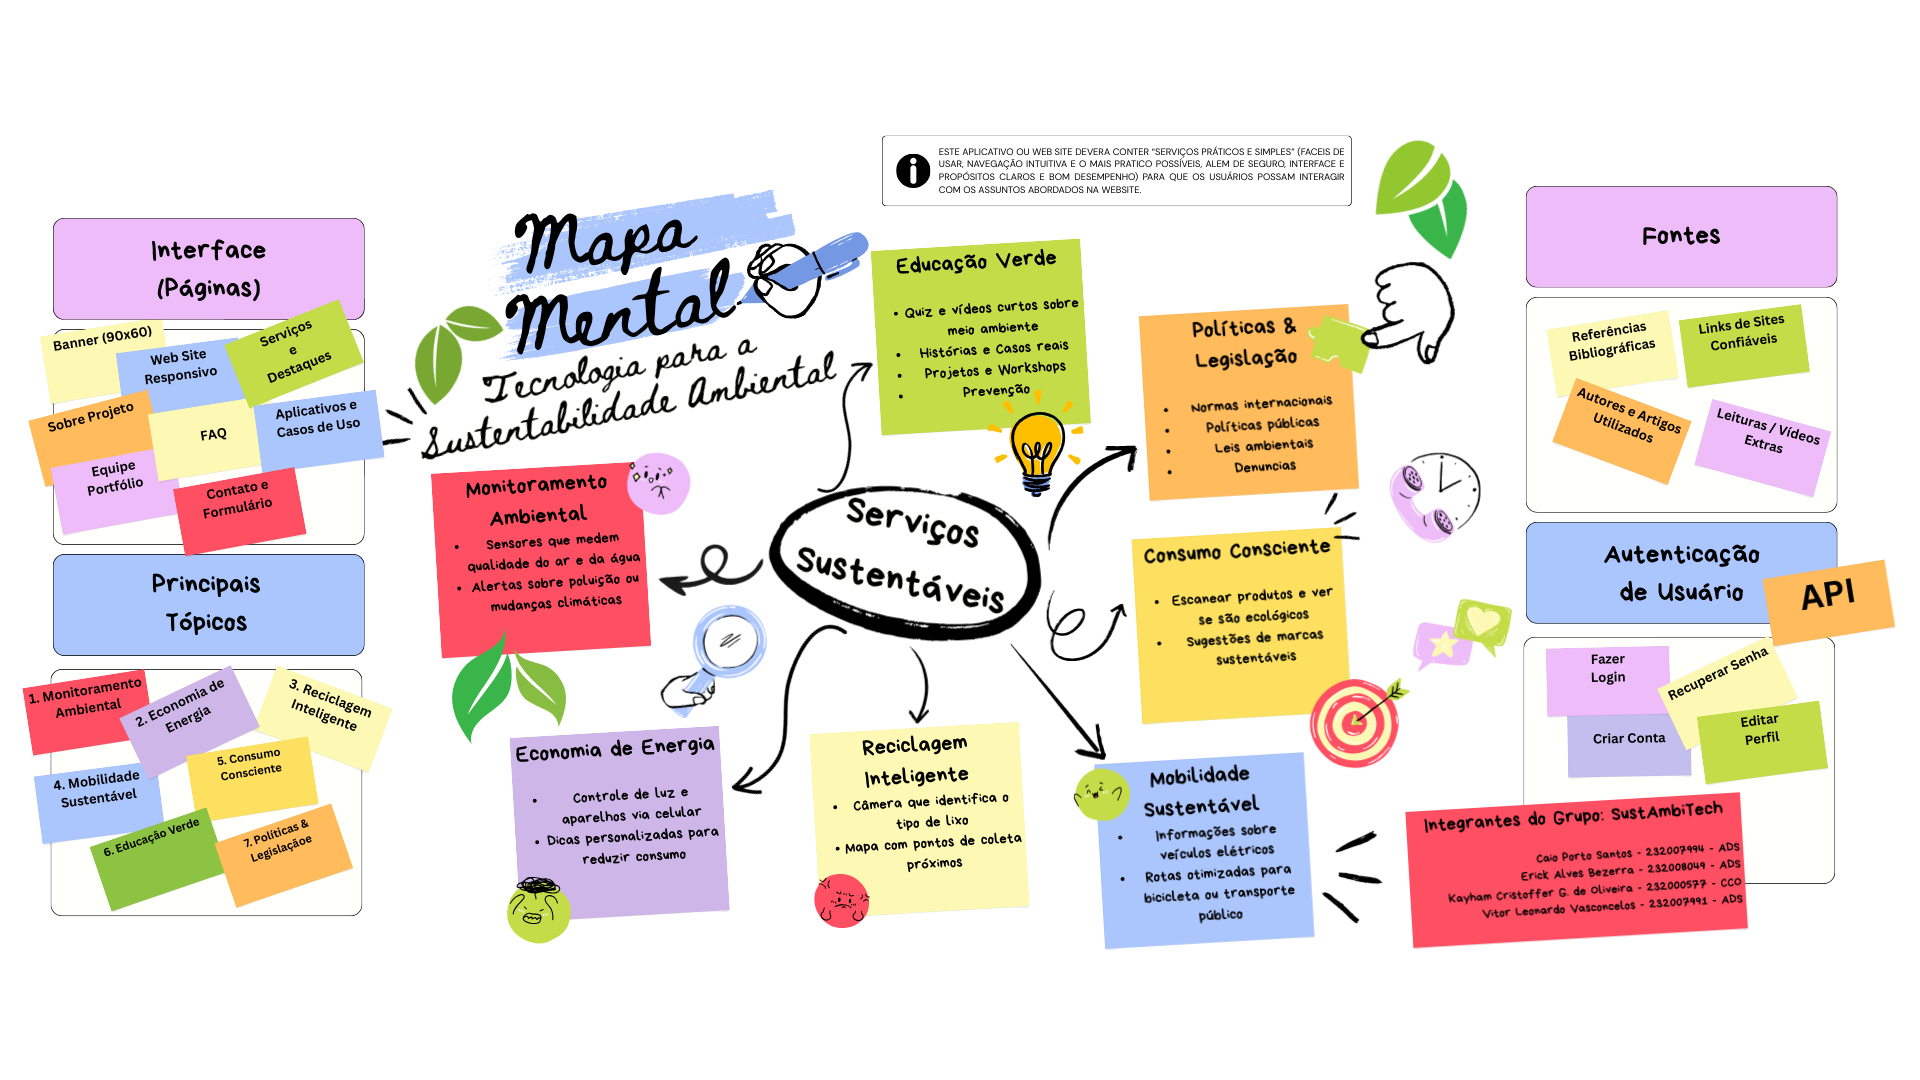 ESTE APLICATIVO OU WEB SITE DEVERA CONTER “SERVIÇOS PRÁTICOS E SIMPLES” (FACEIS DE
USAR, NAVEGAÇÃO INTUITIVA E O MAIS PRATICO POSSÍVEIS, ALEM DE SEGURO, INTERFACE E
PROPÓSITOS CLAROS E BOM DESEMPENHO) PARA QUE OS USUÁRIOS POSSAM INTERAGIR
COM OS ASSUNTOS ABORDADOS NA WEBSITE.
Mapa
Mental
Tecnologia para a
Sustentabilidade Ambiental
Interface
(Páginas)
Banner (90x60)
Web Site
Responsivo
Serviços
e
Destaques
Sobre Projeto
FAQ
Aplicativos e
Casos de Uso
Equipe
Portfólio
Contato e
Formulário
Principais
Tópicos
1. Monitoramento
Ambiental
2. Economia de
Energia
3. Reciclagem
Inteligente
4. Mobilidade
Sustentável
5. Consumo
Consciente
6. Educação Verde
7. Políticas &
Legislaçãoe
Serviços
Sustentáveis
Educação Verde
• Quiz e vídeos curtos sobre
meio ambiente
• Histórias e Casos reais
• Projetos e Workshops
• Prevenção
Políticas &
Legislação
• Normas internacionais
• Políticas públicas
• Leis ambientais
• Denuncias
Monitoramento
Ambiental
• Sensores que medem
qualidade do ar e da água
• Alertas sobre poluição ou
mudanças climáticas
Consumo Consciente
• Escanear produtos e ver
se são ecológicos
• Sugestões de marcas
sustentáveis
Economia de Energia
• Controle de luz e
aparelhos via celular
• Dicas personalizadas para
reduzir consumo
Reciclagem
Inteligente
• Câmera que identifica o
tipo de lixo
• Mapa com pontos de coleta
próximos
Mobilidade
Sustentável
• Informações sobre
veículos elétricos
• Rotas otimizadas para
bicicleta ou transporte
público
Fontes
Referências
Bibliográficas
Links de Sites
Confiáveis
Autores e Artigos
Utilizados
Leituras / Vídeos
Extras
Autenticação
de Usuário
API
Fazer
Login
Recuperar Senha
Criar Conta
Editar
Perfil
Integrantes do Grupo: SustAmbiTech
Caio Porto Santos - 232007994 - ADS
Erick Alves Bezerra - 232008049 - ADS
Kayham Cristoffer G. de Oliveira - 232000577 - CCO
Vitor Leonardo Vasconcelos - 232007991 - ADS